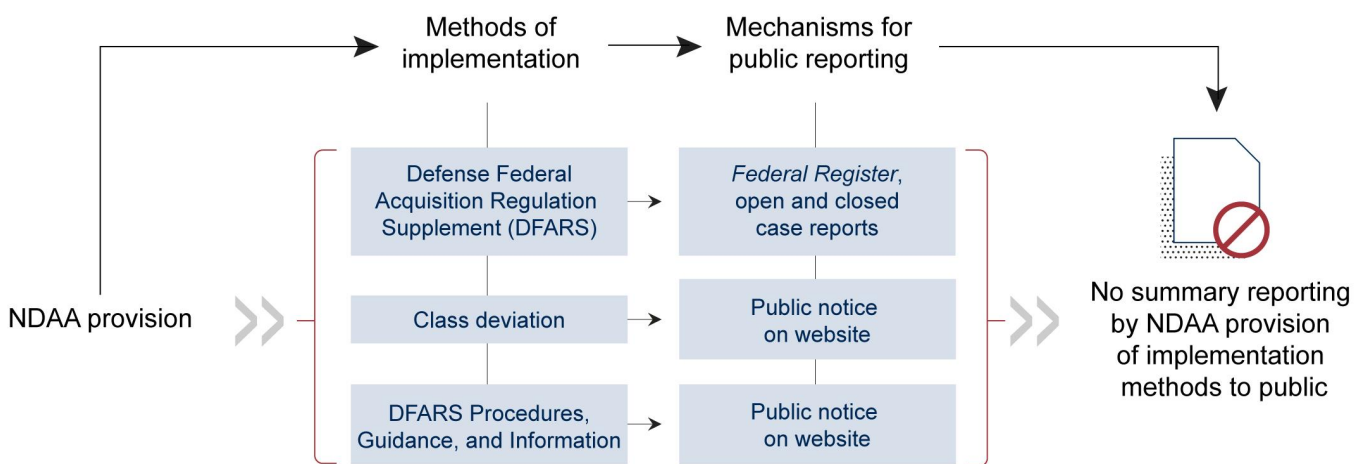 Methods of
implementation
Mechanisms for
public reporting
NDAA provision
Defense Federal
Acquisition Regulation
Supplement (DFARS)
Federal Register,
open and closed
case reports
Class deviation
Public notice
on website
DFARS Procedures,
Guidance, and Information
Public notice
on website
No summary reporting
by NDAA provision
of implementation
methods to public